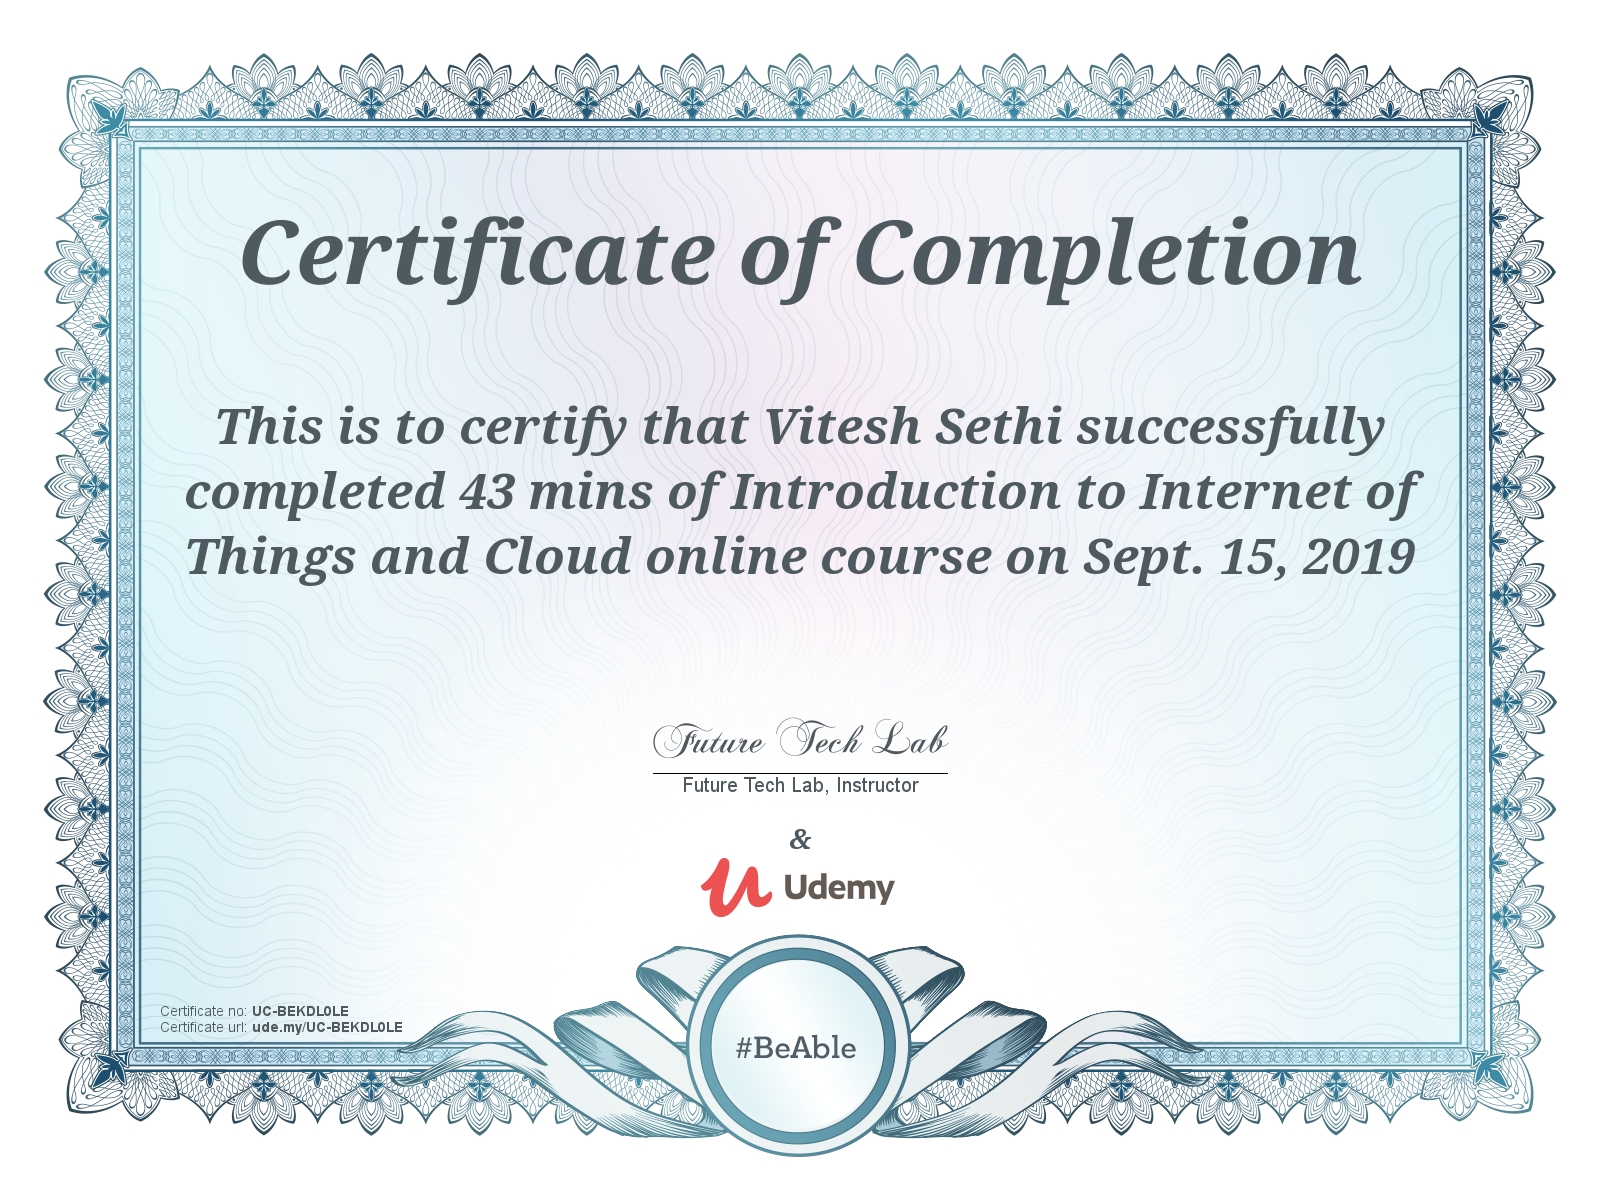 Certificate of Completion
This is to certify that Vitesh Sethi successfully
completed 43 mins of Introduction to Internet of
Things and Cloud online course on Sept. 15, 2019
Future Tech Lab
Future Tech Lab, Instructor
&
Udemy
Certificate no: UC-BEKDL0LE
Certificate url: ude.my/UC-BEKDL0LE
#BeAble